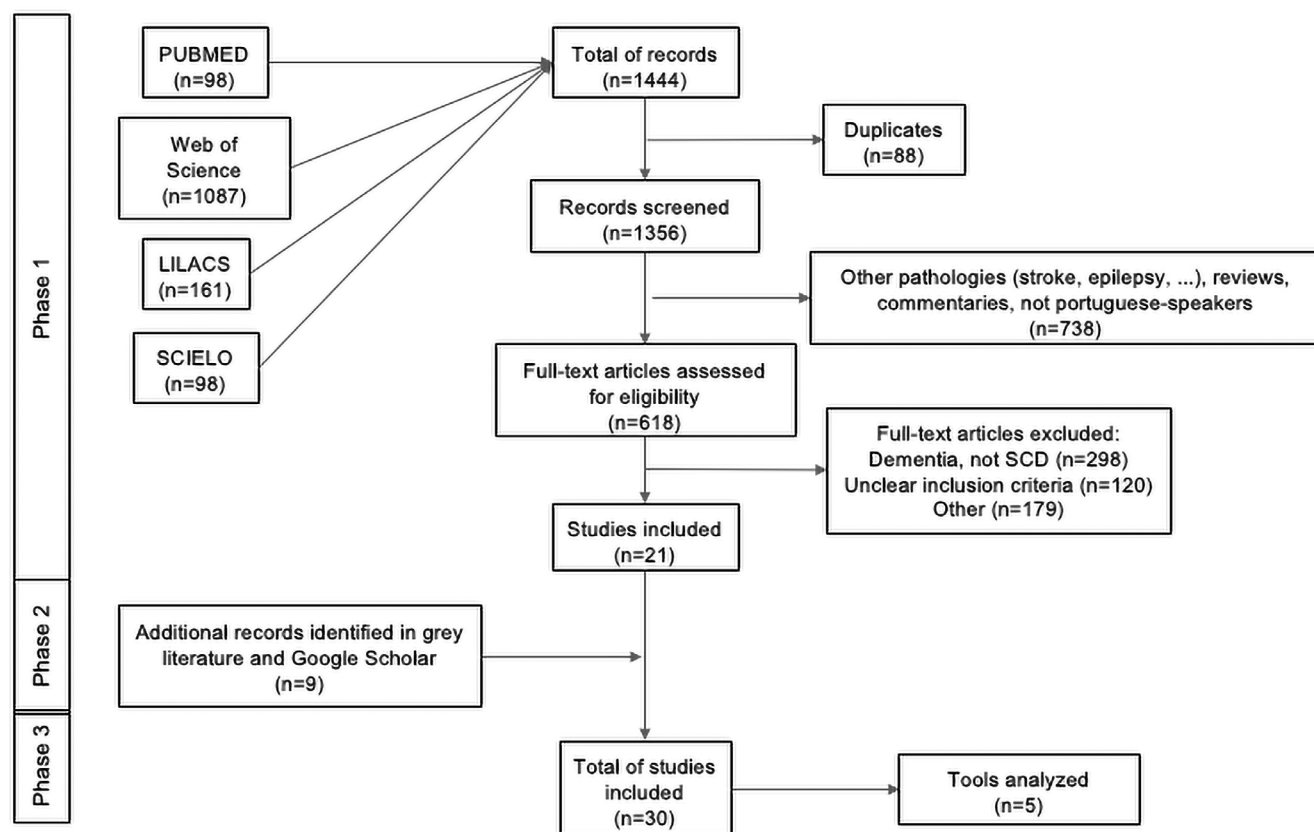 Phase 1
PUBMED
(n=98)
Web of
Science
(n=1087)
LILACS
(n=161)
SCIELO
(n=98)
Total of records
(n=1444)
Duplicates
(n=88)
Records screened
(n=1356)
Other pathologies (stroke, epilepsy, ...), reviews,
commentaries, not portuguese-speakers
(n=738)
Full-text articles assessed
for eligibility
(n=618)
Full-text articles excluded:
Dementia, not SCD (n=298)
Unclear inclusion criteria (n=120)
Other (n=179)
Studies included
(n=21)
Phase 2
Additional records identified in grey
literature and Google Scholar
(n=9)
Phase 3
Total of studies
included
(n=30)
Tools analyzed
(n=5)